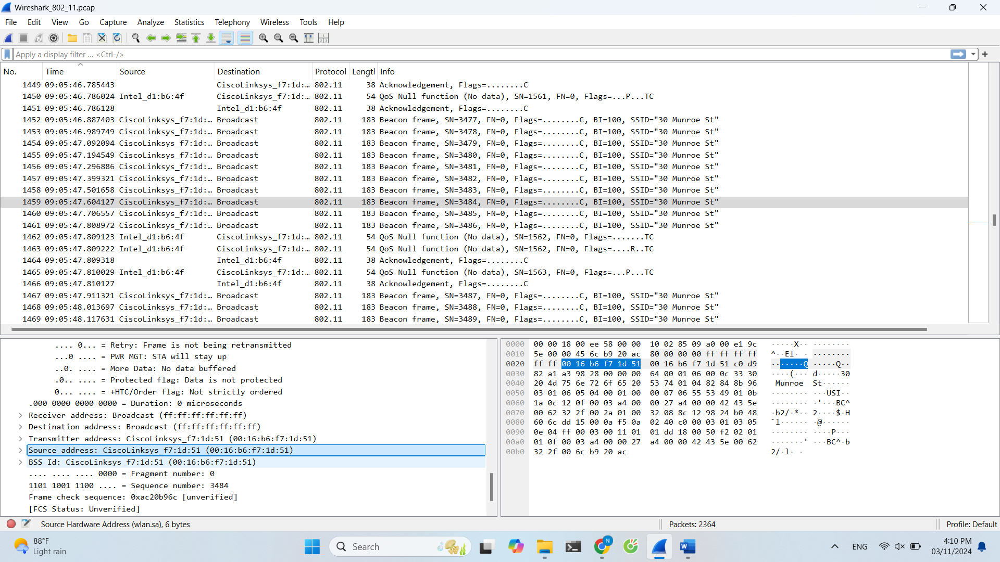 Wireshark_802_11.pcap
File Edit View Go Capture Analyze Statistics Telephony Wireless Tools Help
Apply a display filter ... <Ctrl-/>
No. Time Source Destination Protocol Length Info
1449 09:05:46.785443 CiscoLinksys_f7:1d:… 802.11 38 Acknowledgement, Flags=........C
1450 09:05:46.786024 Intel_d1:b6:4f CiscoLinksys_f7:1d:… 802.11 54 QoS Null function (No data), SN=1561, FN=0, Flags=...P...TC
1451 09:05:46.786128 Intel_d1:b6:4f 802.11 38 Acknowledgement, Flags=........C
1452 09:05:46.887403 CiscoLinksys_f7:1d:… Broadcast 802.11 183 Beacon frame, SN=3477, FN=0, Flags=........C, BI=100, SSID="30 Munroe St"
1453 09:05:46.989749 CiscoLinksys_f7:1d:… Broadcast 802.11 183 Beacon frame, SN=3478, FN=0, Flags=........C, BI=100, SSID="30 Munroe St"
1454 09:05:47.092094 CiscoLinksys_f7:1d:… Broadcast 802.11 183 Beacon frame, SN=3479, FN=0, Flags=........C, BI=100, SSID="30 Munroe St"
1455 09:05:47.194549 CiscoLinksys_f7:1d:… Broadcast 802.11 183 Beacon frame, SN=3480, FN=0, Flags=........C, BI=100, SSID="30 Munroe St"
1456 09:05:47.296886 CiscoLinksys_f7:1d:… Broadcast 802.11 183 Beacon frame, SN=3481, FN=0, Flags=........C, BI=100, SSID="30 Munroe St"
1457 09:05:47.399321 CiscoLinksys_f7:1d:… Broadcast 802.11 183 Beacon frame, SN=3482, FN=0, Flags=........C, BI=100, SSID="30 Munroe St"
1458 09:05:47.501658 CiscoLinksys_f7:1d:… Broadcast 802.11 183 Beacon frame, SN=3483, FN=0, Flags=........C, BI=100, SSID="30 Munroe St"
1459 09:05:47.604127 CiscoLinksys_f7:1d:… Broadcast 802.11 183 Beacon frame, SN=3484, FN=0, Flags=........C, BI=100, SSID="30 Munroe St"
1460 09:05:47.706557 CiscoLinksys_f7:1d:… Broadcast 802.11 183 Beacon frame, SN=3485, FN=0, Flags=........C, BI=100, SSID="30 Munroe St"
1461 09:05:47.808972 CiscoLinksys_f7:1d:… Broadcast 802.11 183 Beacon frame, SN=3486, FN=0, Flags=........C, BI=100, SSID="30 Munroe St"
1462 09:05:47.809123 Intel_d1:b6:4f CiscoLinksys_f7:1d:… 802.11 54 QoS Null function (No data), SN=1562, FN=0, Flags=.......TC
1463 09:05:47.809222 Intel_d1:b6:4f CiscoLinksys_f7:1d:… 802.11 54 QoS Null function (No data), SN=1562, FN=0, Flags=....R..TC
1464 09:05:47.809318 Intel_d1:b6:4f 802.11 38 Acknowledgement, Flags=........C
1465 09:05:47.810029 Intel_d1:b6:4f CiscoLinksys_f7:1d:… 802.11 54 QoS Null function (No data), SN=1563, FN=0, Flags=...P...TC
1466 09:05:47.810127 Intel_d1:b6:4f 802.11 38 Acknowledgement, Flags=........C
1467 09:05:47.911321 CiscoLinksys_f7:1d:… Broadcast 802.11 183 Beacon frame, SN=3487, FN=0, Flags=........C, BI=100, SSID="30 Munroe St"
1468 09:05:48.013697 CiscoLinksys_f7:1d:… Broadcast 802.11 183 Beacon frame, SN=3488, FN=0, Flags=........C, BI=100, SSID="30 Munroe St"
1469 09:05:48.117631 CiscoLinksys_f7:1d:… Broadcast 802.11 183 Beacon frame, SN=3489, FN=0, Flags=........C, BI=100, SSID="30 Munroe St"
.... 0... = Retry: Frame is not being retransmitted
...0 .... = PWR MGT: STA will stay up
..0. .... = More Data: No data buffered
.0.. .... = Protected flag: Data is not protected
0... .... = +HTC/Order flag: Not strictly ordered
.000 0000 0000 0000 = Duration: 0 microseconds
Receiver address: Broadcast (ff:ff:ff:ff:ff:ff)
Destination address: Broadcast (ff:ff:ff:ff:ff:ff)
Transmitter address: CiscoLinksys_f7:1d:51 (00:16:b6:f7:1d:51)
Source address: CiscoLinksys_f7:1d:51 (00:16:b6:f7:1d:51)
BSS Id: CiscoLinksys_f7:1d:51 (00:16:b6:f7:1d:51)
.... .... .... 0000 = Fragment number: 0
1101 1001 1100 .... = Sequence number: 3484
Frame check sequence: 0xac20b96c [unverified]
[FCS Status: Unverified]
0000 00 00 18 00 ee 58 00 00 10 02 85 09 a0 00 e1 9c ·····X·· ········
0010 5e 00 00 45 6c b9 20 ac 80 00 00 00 ff ff ff ff ^··El· · ········
0020 ff ff 00 16 b6 f7 1d 51 00 16 b6 f7 1d 51 c0 d9 ·······Q ·····Q··
0030 82 a1 a3 98 28 00 00 00 64 00 01 06 00 0c 33 30 ····(··· d·····30
0040 20 4d 75 6e 72 6f 65 20 53 74 01 04 82 84 8b 96 Munroe St······
0050 03 01 06 05 04 00 01 00 00 07 06 55 53 49 01 0b ········ ···USI··
0060 1a 0c 12 0f 00 03 a4 00 00 27 a4 00 00 42 43 5e ········ ·'···BC^
0070 00 62 32 2f 00 2a 01 00 32 08 8c 12 98 24 b0 48 ·b2/·*·· 2····$·H
0080 60 6c dd 15 00 0a f5 0a 02 40 c0 00 03 01 03 05 `l······ ·@······
0090 0e 04 ff 00 03 00 11 01 01 dd 18 00 50 f2 02 01 ········ ····P···
00a0 01 0f 00 03 a4 00 00 27 a4 00 00 42 43 5e 00 62 ·······' ···BC^·b
00b0 32 2f 00 6c b9 20 ac 2/·l· ·
Source Hardware Address (wlan.sa), 6 bytes Packets: 2364 Profile: Default
88°F
Light rain
Search
N
W
ENG
4:10 PM
03/11/2024